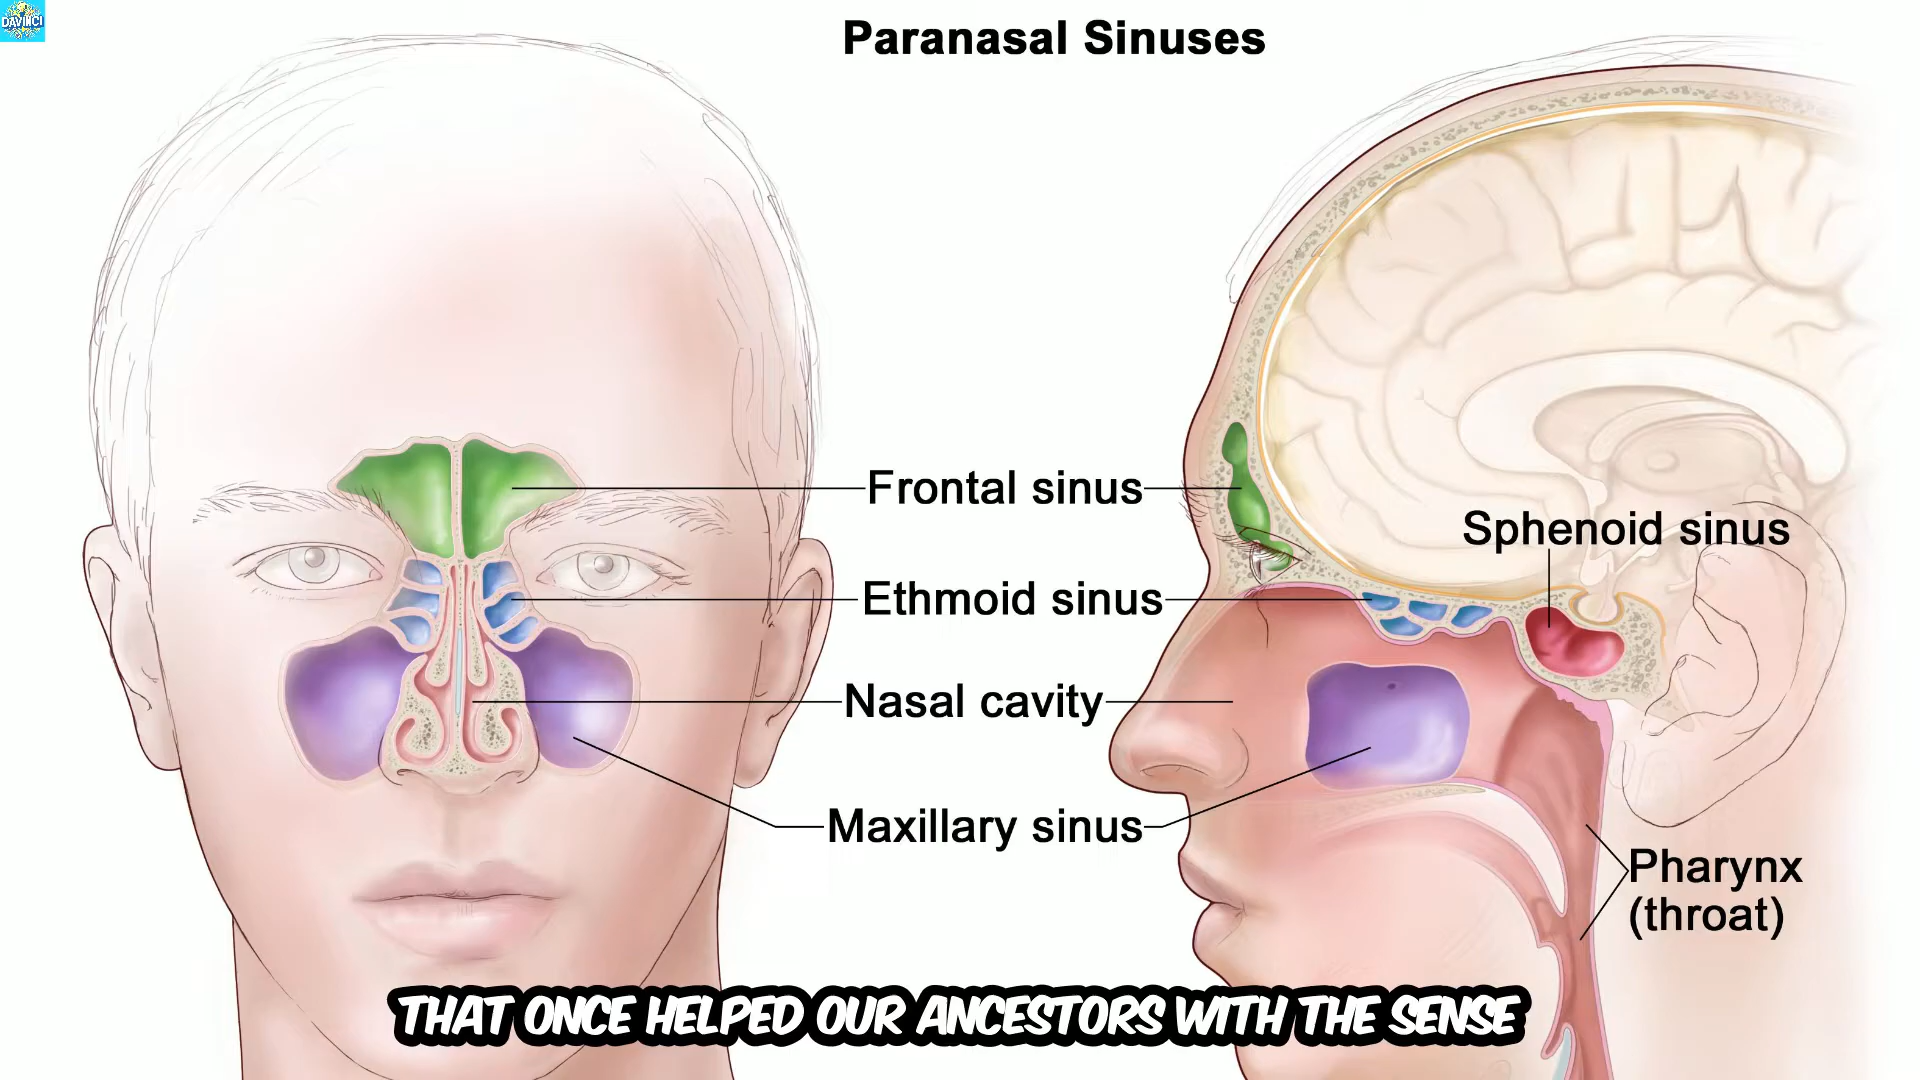 DAVINCI
Paranasal Sinuses
Frontal sinus
Sphenoid sinus
Ethmoid sinus
Nasal cavity
Maxillary sinus
Pharynx
(throat)
THAT ONCE HELPED OUR ANCESTORS WITH THE SENSE